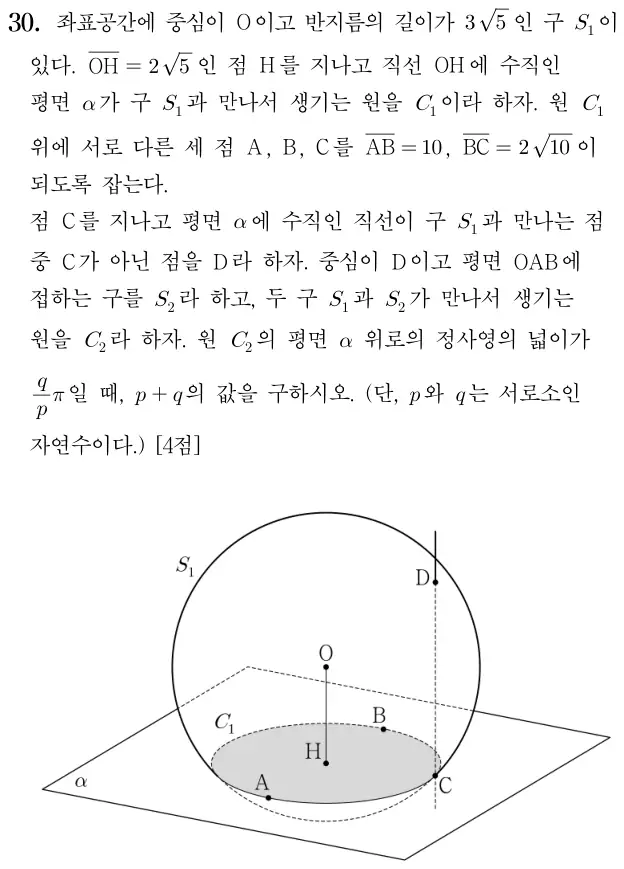 30. 좌표공간에 중심이 O이고 반지름의 길이가 3√5인 구 S₁이
있다. OH̅ = 2√5인 점 H를 지나고 직선 OH에 수직인
평면 α가 구 S₁과 만나서 생기는 원을 C₁이라 하자. 원 C₁
위에 서로 다른 세 점 A, B, C를 A̅B̅ = 10, B̅C̅ = 2√10이
되도록 잡는다.
점 C를 지나고 평면 α에 수직인 직선이 구 S₁과 만나는 점
중 C가 아닌 점을 D라 하자. 중심이 D이고 평면 OAB에
접하는 구를 S₂라 하고, 두 구 S₁과 S₂가 만나서 생기는
원을 C₂라 하자. 원 C₂의 평면 α 위로의 정사영의 넓이가
q/p π일 때, p+q의 값을 구하시오. (단, p와 q는 서로소인
자연수이다.) [4점]
S₁
D
O
C₁
B
H
α
A
C